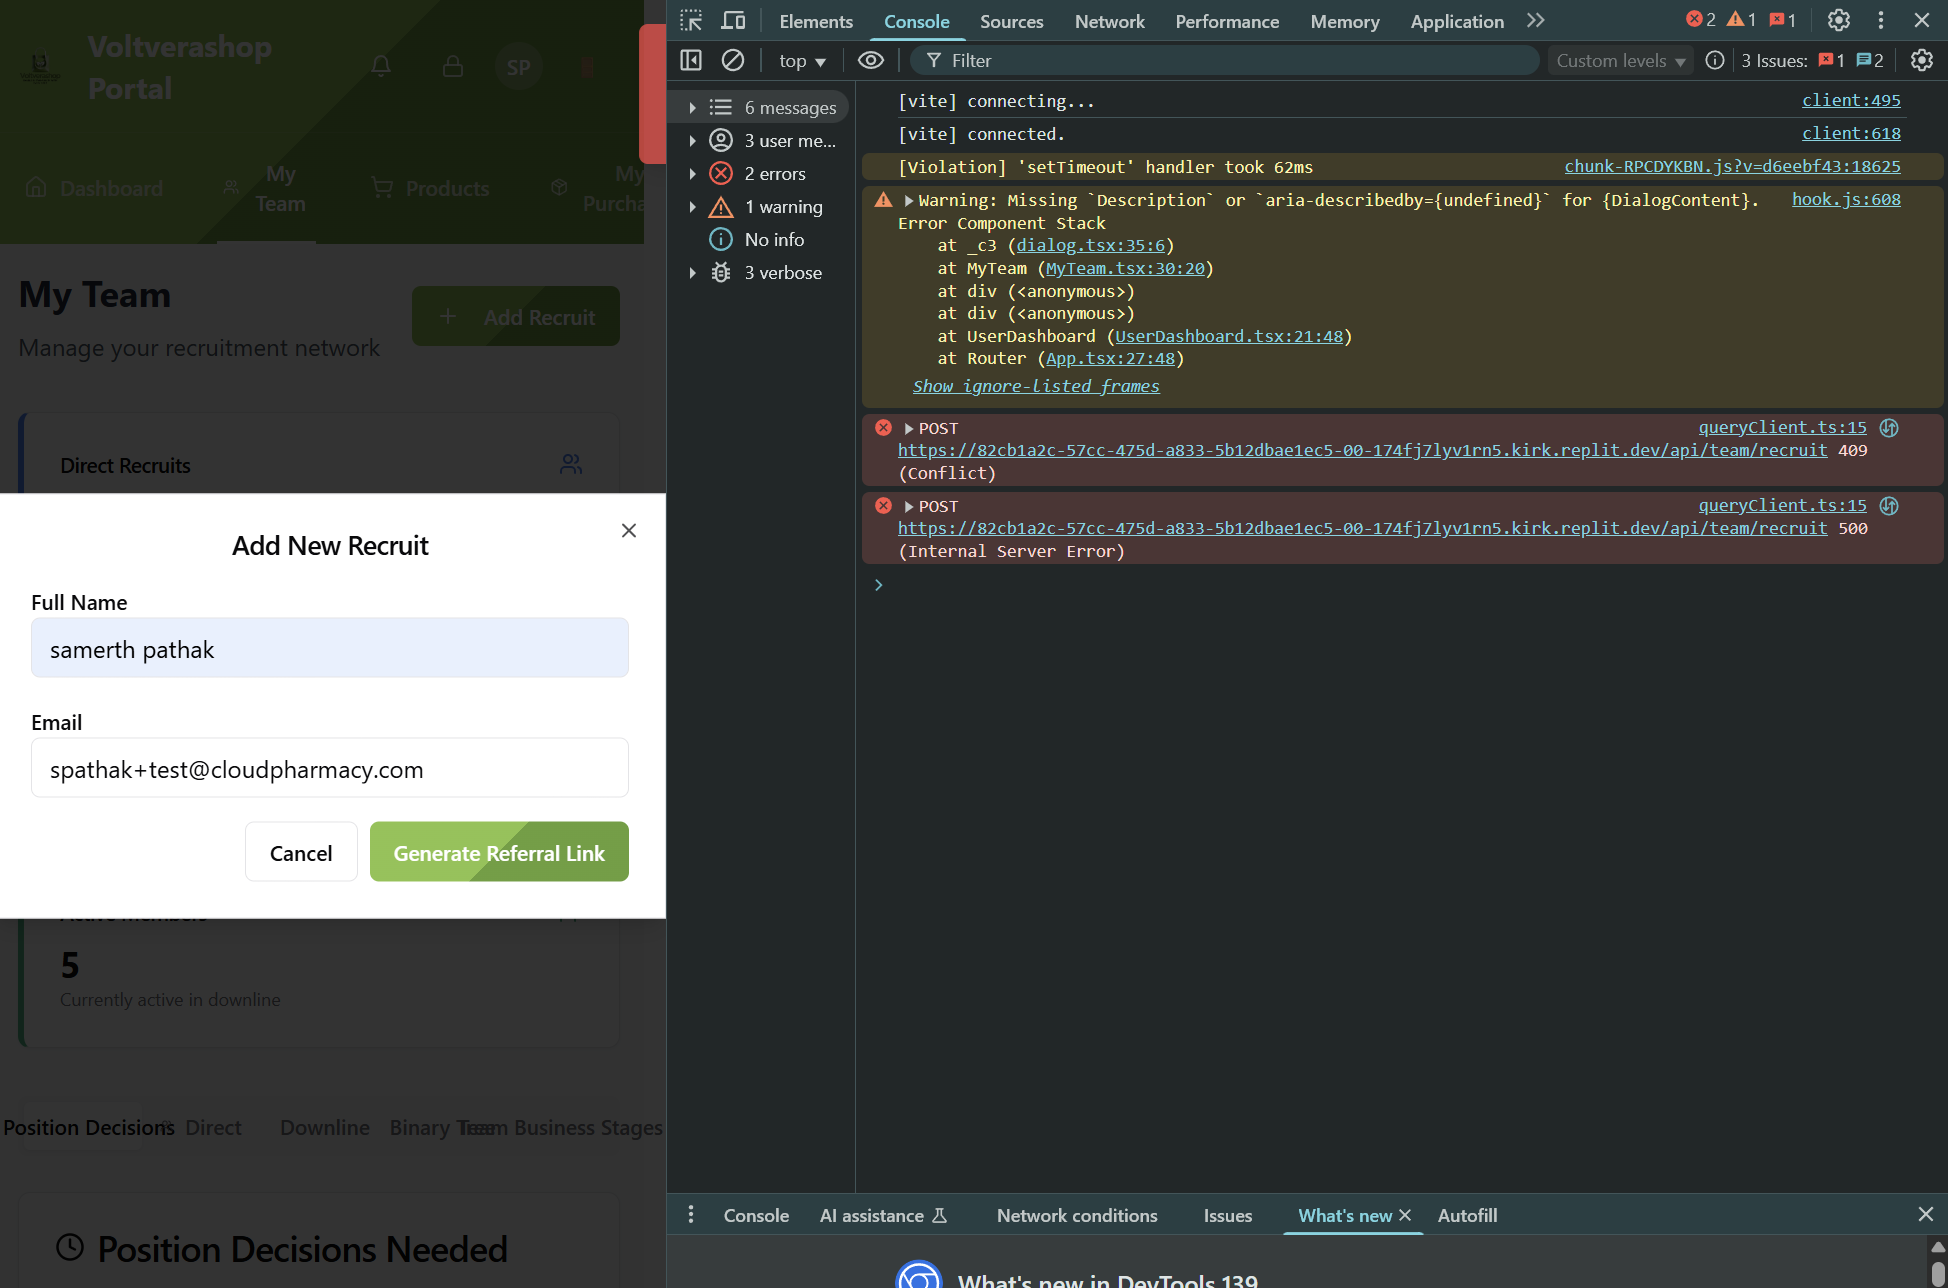 Voltverashop
Portal
SP
Dashboard
My
Team
Products
My
Purcha
My Team
Manage your recruitment network
Add Recruit
Direct Recruits
Add New Recruit
Full Name
samerth pathak
Email
spathak+test@cloudpharmacy.com
Cancel
Generate Referral Link
5
Currently active in downline
Position Decisions
Direct
Downline
Binary Tree
Team Business Stages
Position Decisions Needed
Elements
Console
Sources
Network
Performance
Memory
Application
2
1
1
top
Filter
Custom levels
3 Issues:
1
2
6 messages
3 user me...
2 errors
1 warning
No info
3 verbose
[vite] connecting... client:495
[vite] connected. client:618
[Violation] 'setTimeout' handler took 62ms chunk-RPCDYKBN.js?v=d6eebf43:18625
Warning: Missing `Description` or `aria-describedby={undefined}` for {DialogContent}. hook.js:608
Error Component Stack
at _c3 (dialog.tsx:35:6)
at MyTeam (MyTeam.tsx:30:20)
at div (<anonymous>)
at div (<anonymous>)
at UserDashboard (UserDashboard.tsx:21:48)
at Router (App.tsx:27:48)
Show ignore-listed frames
POST queryClient.ts:15
https://82cb1a2c-57cc-475d-a833-5b12dbae1ec5-00-174fj7lyv1rn5.kirk.replit.dev/api/team/recruit 409
(Conflict)
POST queryClient.ts:15
https://82cb1a2c-57cc-475d-a833-5b12dbae1ec5-00-174fj7lyv1rn5.kirk.replit.dev/api/team/recruit 500
(Internal Server Error)
Console
AI assistance
Network conditions
Issues
What's new
Autofill
What's new in DevTools 139